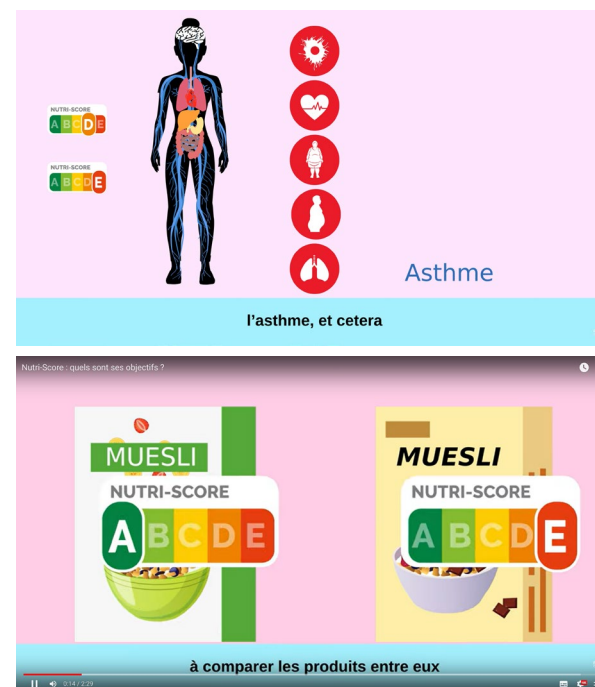 NUTRI-SCORE
A B C D E
NUTRI-SCORE
A B C D E
Asthme
l’asthme, et cetera
Nutri-Score : quels sont ses objectifs ?
MUESLI
NUTRI-SCORE
A B C D E
MUESLI
NUTRI-SCORE
A B C D E
à comparer les produits entre eux
0:14 / 2:29